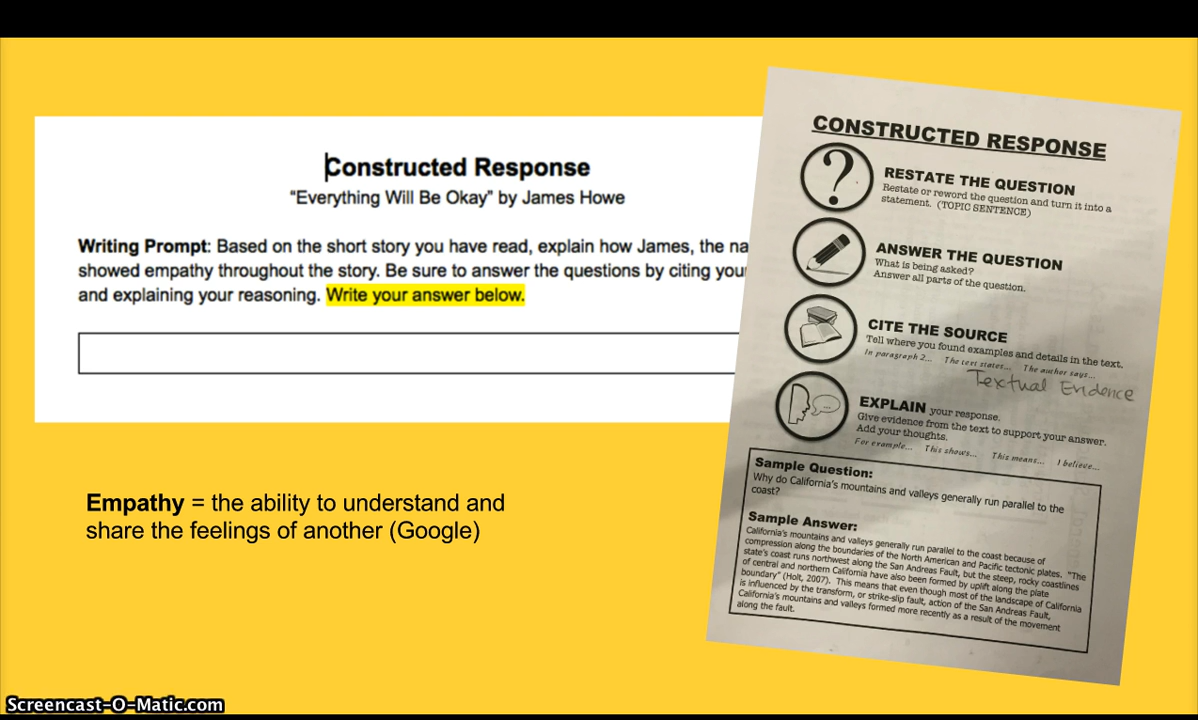 Constructed Response
“Everything Will Be Okay” by James Howe
Writing Prompt: Based on the short story you have read, explain how James, the na
showed empathy throughout the story. Be sure to answer the questions by citing your
and explaining your reasoning. Write your answer below.
Empathy = the ability to understand and
share the feelings of another (Google)
CONSTRUCTED RESPONSE
?
RESTATE THE QUESTION
Restate or reword the question and turn it into a
statement. (TOPIC SENTENCE)
ANSWER THE QUESTION
What is being asked?
Answer all parts of the question.
CITE THE SOURCE
Tell where you found examples and details in the text.
In paragraph 2... The text states... The author says...
Textual Evidence
EXPLAIN your response.
Give evidence from the text to support your answer.
Add your thoughts.
For example... This shows... This means... I believe...
Sample Question:
Why do California's mountains and valleys generally run parallel to the
coast?
Sample Answer:
California's mountains and valleys generally run parallel to the coast because of
compression along the boundaries of the North American and Pacific tectonic plates. "The
state's coast runs northwest along the San Andreas Fault, but the steep, rocky coastlines
of central and northern California have also been formed by uplift along the plate
boundary" (Holt, 2007). This means that even though most of the landscape of California
is influenced by the transform, or strike-slip fault, action of the San Andreas Fault,
California's mountains and valleys formed more recently as a result of the movement
along the fault.
Screencast-O-Matic.com